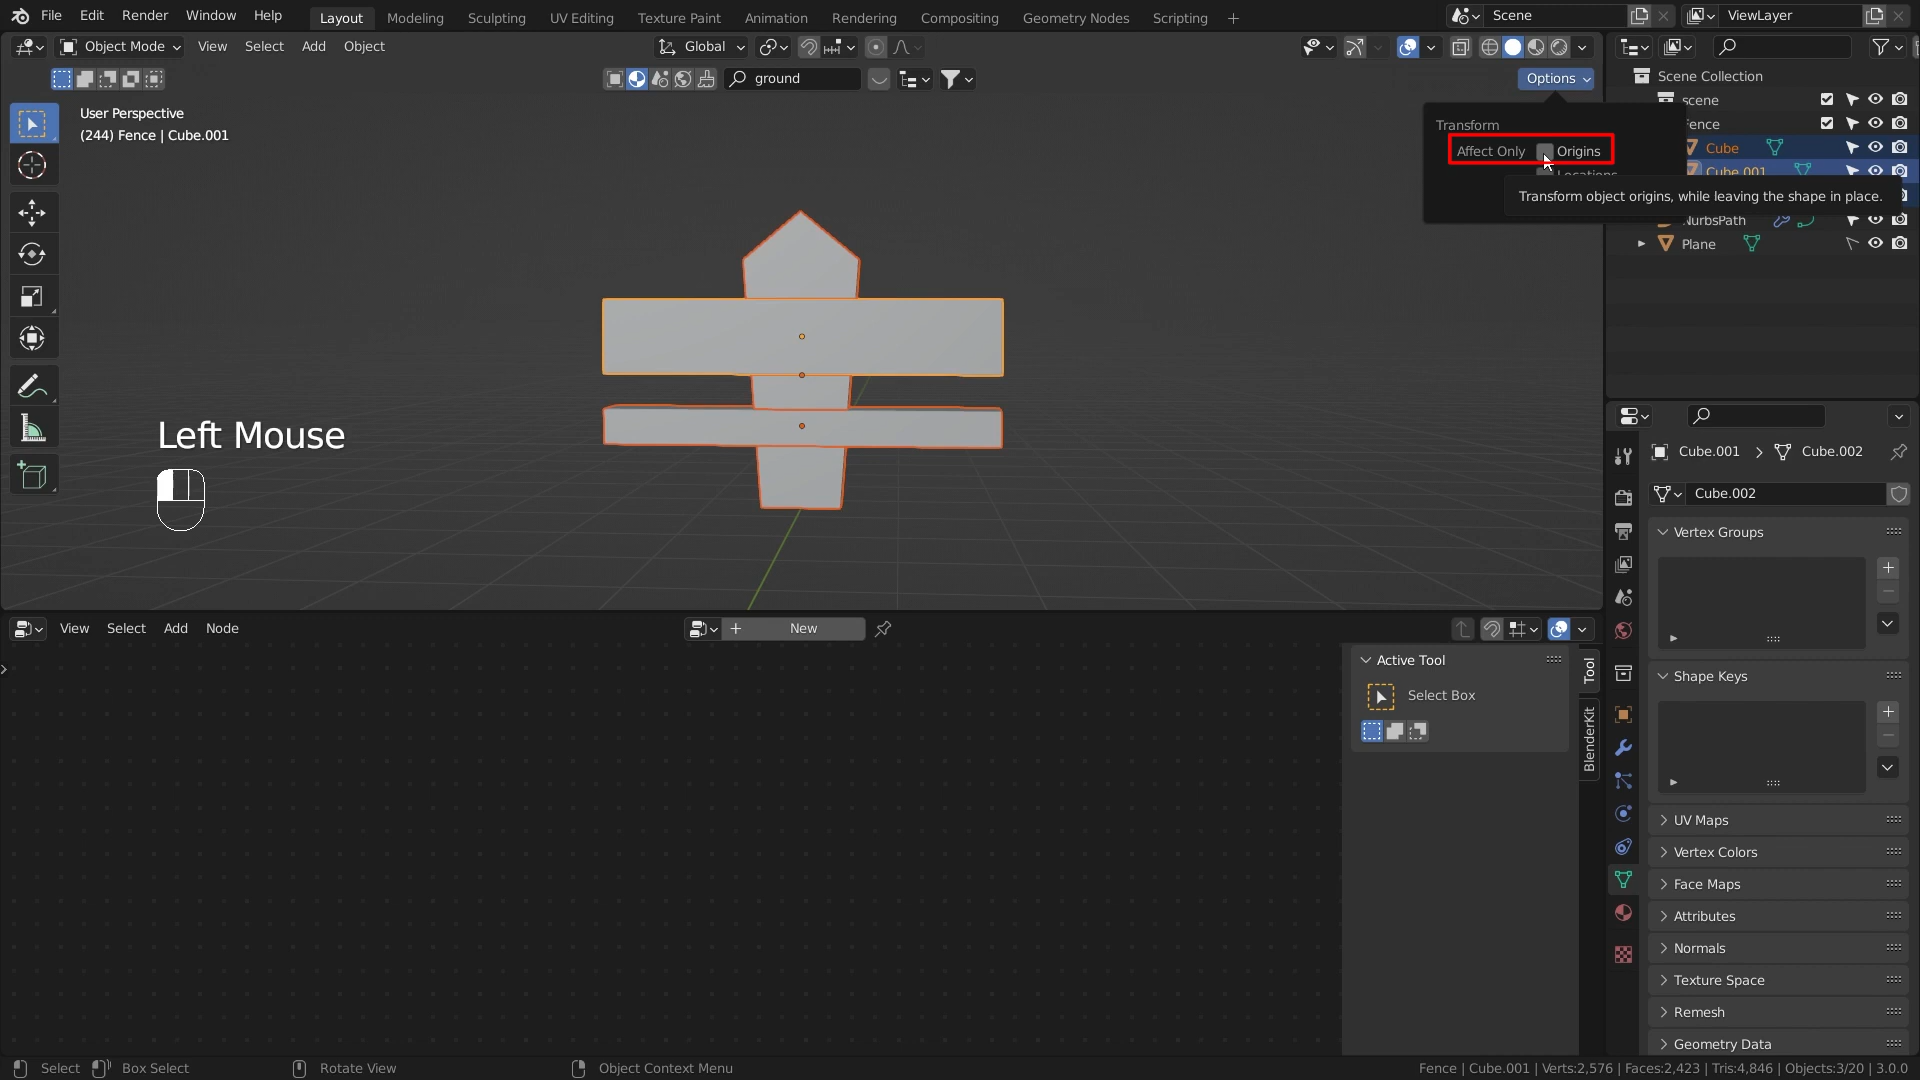 File Edit Render Window Help Layout Modeling Sculpting UV Editing Texture Paint Animation Rendering Compositing Geometry Nodes Scripting + Scene ViewLayer
Object Mode View Select Add Object Global
ground Options
User Perspective
(244) Fence | Cube.001
Transform
Affect Only Origins
Transform object origins, while leaving the shape in place.
Scene Collection
scene
Fence
Cube
Cube.001
NurbsPath
Plane
Left Mouse
View Select Add Node + New
Active Tool
Select Box
Tool
BlenderKit
Cube.001 > Cube.002
Cube.002
Vertex Groups
Shape Keys
UV Maps
Vertex Colors
Face Maps
Attributes
Normals
Texture Space
Remesh
Geometry Data
Select Box Select Rotate View Object Context Menu Fence | Cube.001 | Verts:2,576 | Faces:2,423 | Tris:4,846 | Objects:3/20 | 3.0.0